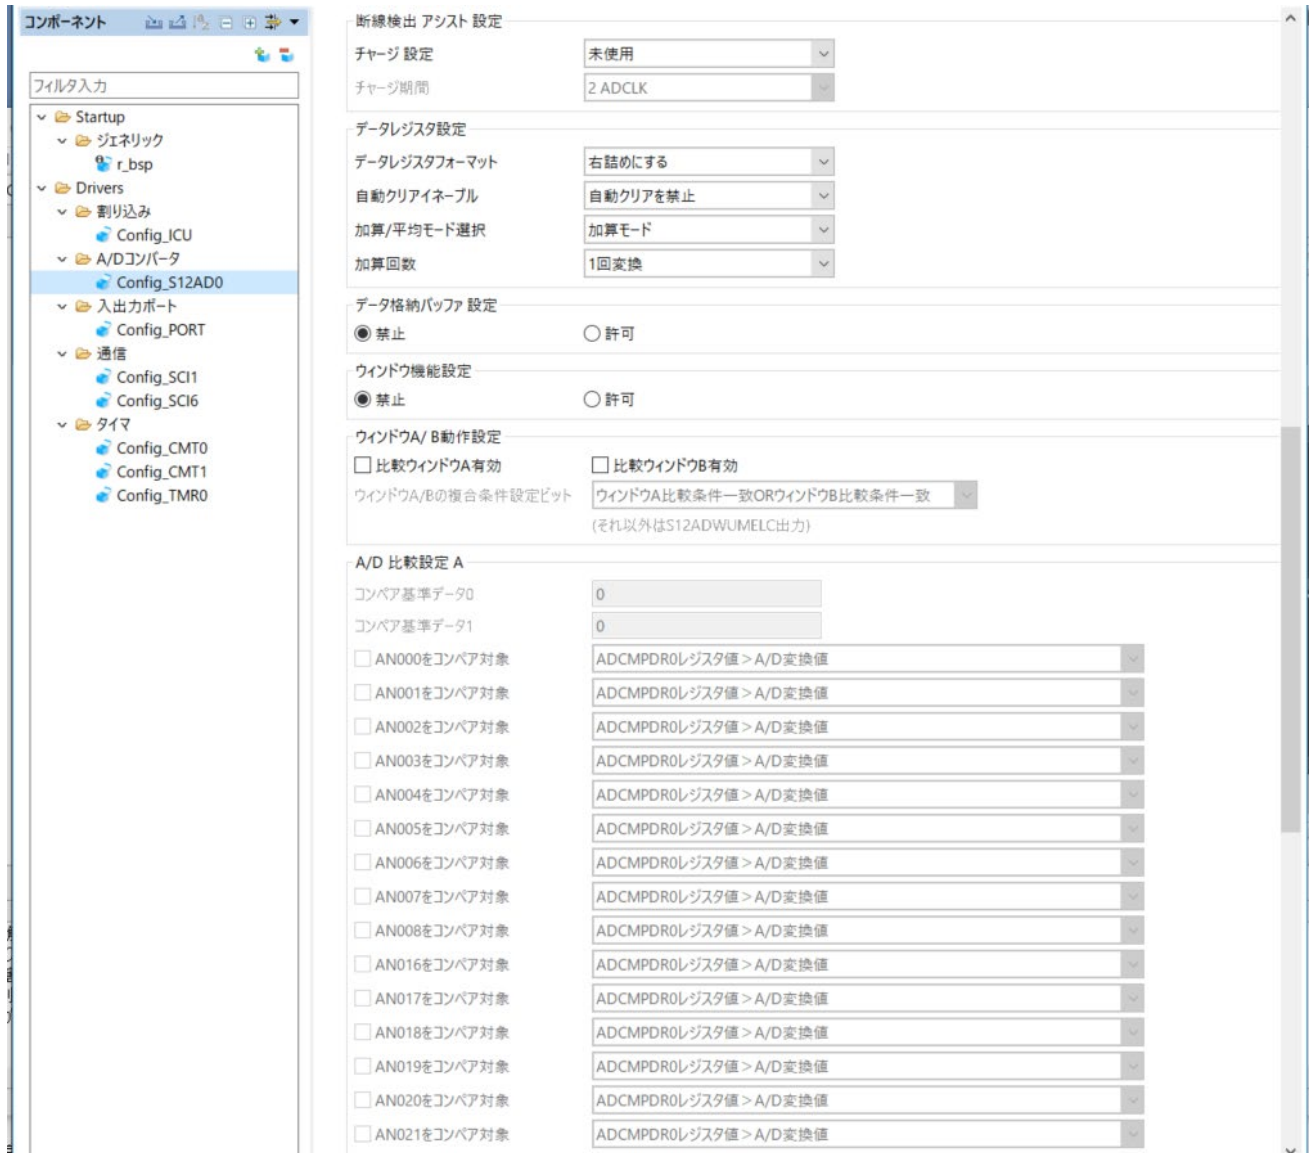 コンポーネント
フィルタ入力
Startup
ジェネリック
r_bsp
Drivers
割り込み
Config_ICU
A/Dコンバータ
Config_S12AD0
入出力ポート
Config_PORT
通信
Config_SCI1
Config_SCI6
タイマ
Config_CMT0
Config_CMT1
Config_TMR0
断線検出 アシスト 設定
チャージ 設定 未使用
チャージ期間 2 ADCLK
データレジスタ設定
データレジスタフォーマット 右詰めにする
自動クリアイネーブル 自動クリアを禁止
加算/平均モード選択 加算モード
加算回数 1回変換
データ格納バッファ 設定
禁止 許可
ウィンドウ機能設定
禁止 許可
ウィンドウA/ B動作設定
比較ウィンドウA有効 比較ウィンドウB有効
ウィンドウA/Bの複合条件設定ビット ウィンドウA比較条件一致ORウィンドウB比較条件一致
(それ以外はS12ADWUMELC出力)
A/D 比較設定 A
コンペア基準データ0 0
コンペア基準データ1 0
AN000をコンペア対象 ADCMPDR0レジスタ値＞A/D変換値
AN001をコンペア対象 ADCMPDR0レジスタ値＞A/D変換値
AN002をコンペア対象 ADCMPDR0レジスタ値＞A/D変換値
AN003をコンペア対象 ADCMPDR0レジスタ値＞A/D変換値
AN004をコンペア対象 ADCMPDR0レジスタ値＞A/D変換値
AN005をコンペア対象 ADCMPDR0レジスタ値＞A/D変換値
AN006をコンペア対象 ADCMPDR0レジスタ値＞A/D変換値
AN007をコンペア対象 ADCMPDR0レジスタ値＞A/D変換値
AN008をコンペア対象 ADCMPDR0レジスタ値＞A/D変換値
AN016をコンペア対象 ADCMPDR0レジスタ値＞A/D変換値
AN017をコンペア対象 ADCMPDR0レジスタ値＞A/D変換値
AN018をコンペア対象 ADCMPDR0レジスタ値＞A/D変換値
AN019をコンペア対象 ADCMPDR0レジスタ値＞A/D変換値
AN020をコンペア対象 ADCMPDR0レジスタ値＞A/D変換値
AN021をコンペア対象 ADCMPDR0レジスタ値＞A/D変換値